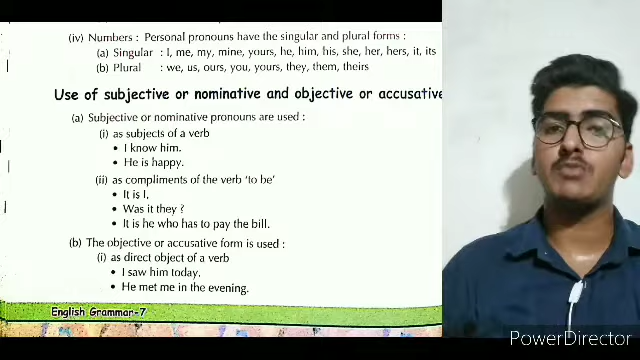 (iv) Numbers : Personal pronouns have the singular and plural forms :
(a) Singular : I, me, my, mine, yours, he, him, his, she, her, hers, it, its
(b) Plural : we, us, ours, you, yours, they, them, theirs
Use of subjective or nominative and objective or accusative
(a) Subjective or nominative pronouns are used :
(i) as subjects of a verb
• I know him.
• He is happy.
(ii) as compliments of the verb 'to be'
• It is I.
• Was it they ?
• It is he who has to pay the bill.
(b) The objective or accusative form is used :
(i) as direct object of a verb
• I saw him today.
• He met me in the evening.
English Grammar-7
PowerDirector